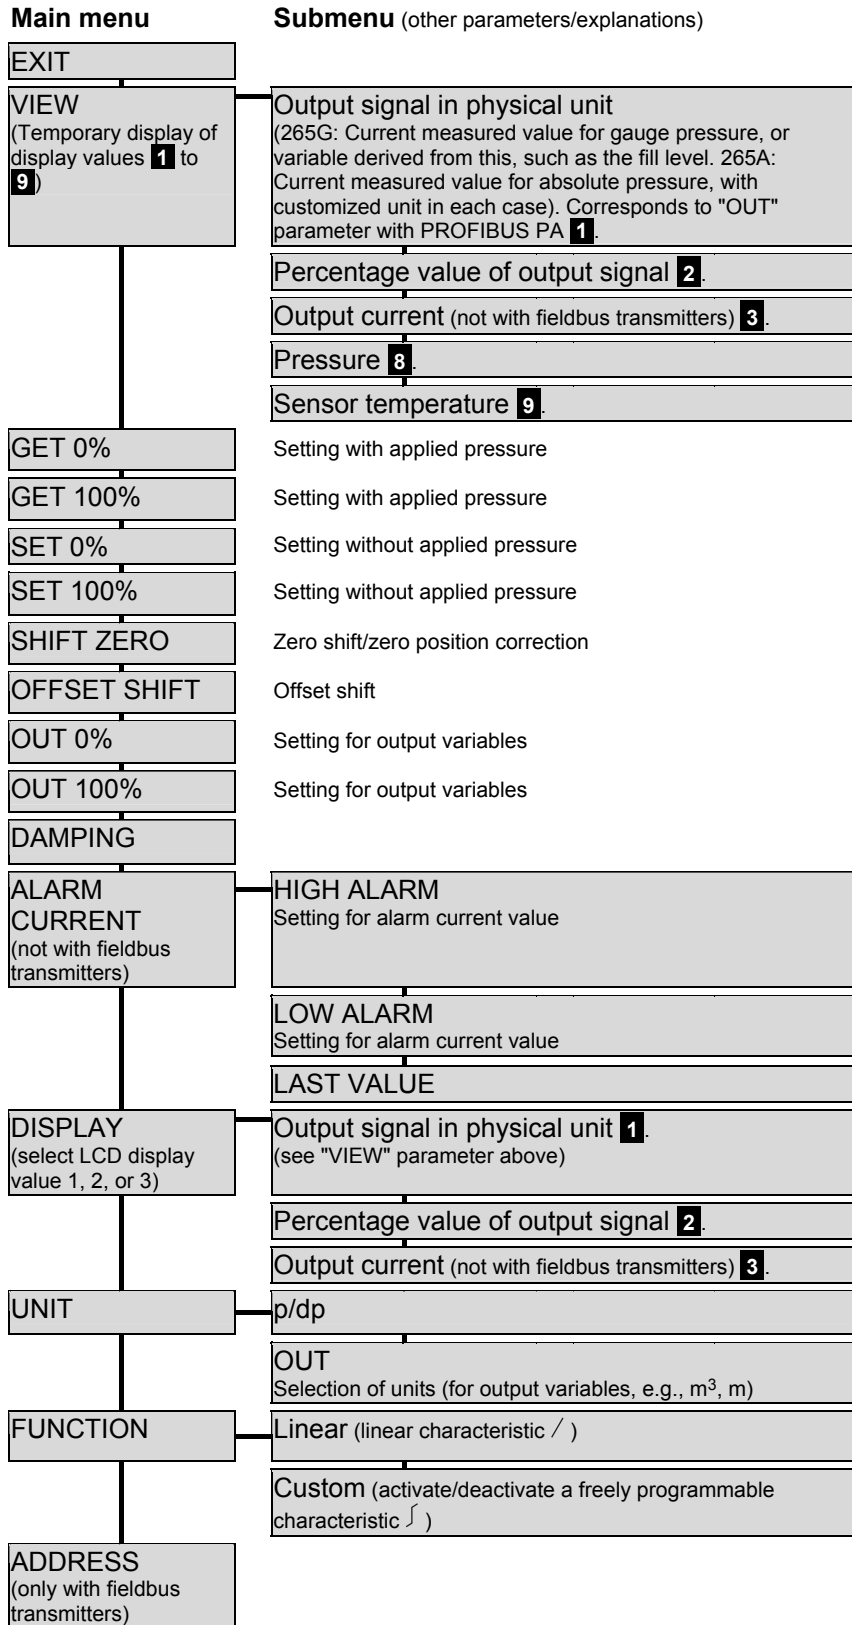 Main menu
Submenu (other parameters/explanations)
EXIT
VIEW
(Temporary display of
display values 1 to
9)
Output signal in physical unit
(265G: Current measured value for gauge pressure, or
variable derived from this, such as the fill level. 265A:
Current measured value for absolute pressure, with
customized unit in each case). Corresponds to "OUT"
parameter with PROFIBUS PA 1.
Percentage value of output signal 2.
Output current (not with fieldbus transmitters) 3.
Pressure 8.
Sensor temperature 9.
GET 0%
Setting with applied pressure
GET 100%
Setting with applied pressure
SET 0%
Setting without applied pressure
SET 100%
Setting without applied pressure
SHIFT ZERO
Zero shift/zero position correction
OFFSET SHIFT
Offset shift
OUT 0%
Setting for output variables
OUT 100%
Setting for output variables
DAMPING
ALARM
CURRENT
(not with fieldbus
transmitters)
HIGH ALARM
Setting for alarm current value
LOW ALARM
Setting for alarm current value
LAST VALUE
DISPLAY
(select LCD display
value 1, 2, or 3)
Output signal in physical unit 1.
(see "VIEW" parameter above)
Percentage value of output signal 2.
Output current (not with fieldbus transmitters) 3.
UNIT
p/dp
OUT
Selection of units (for output variables, e.g., m³, m)
FUNCTION
Linear (linear characteristic ∕ )
Custom (activate/deactivate a freely programmable
characteristic ∫ )
ADDRESS
(only with fieldbus
transmitters)